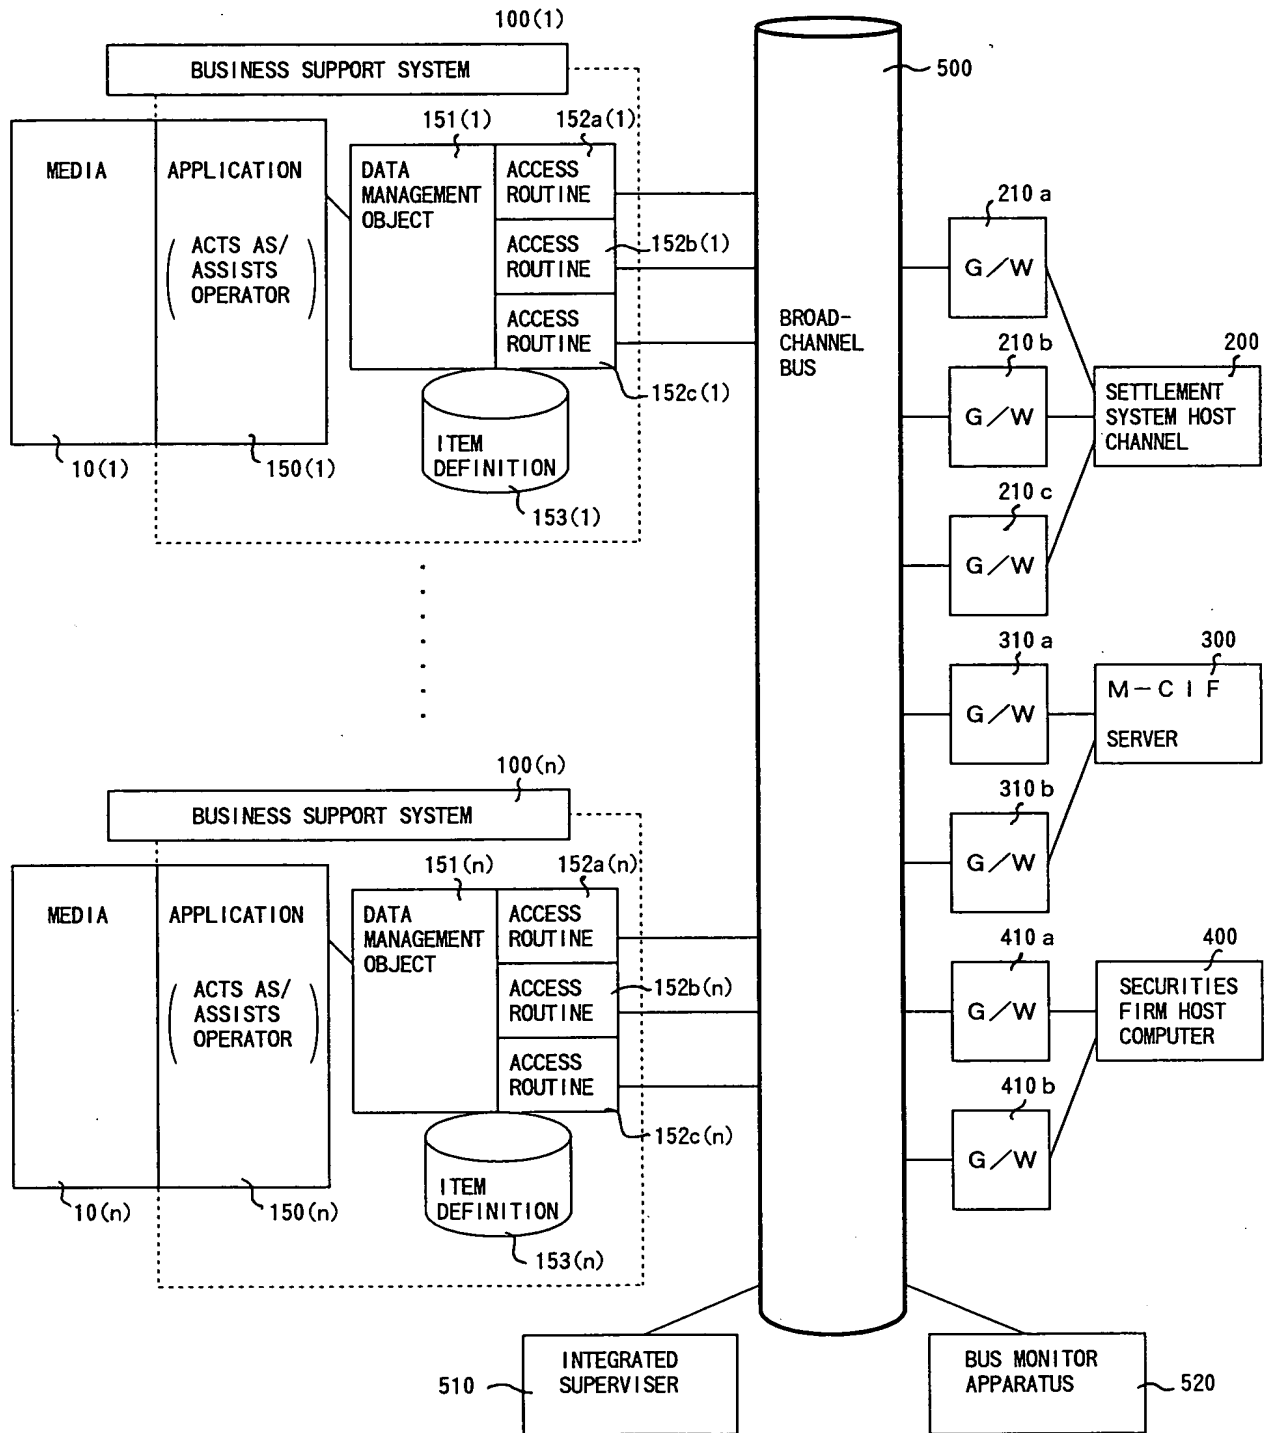 100(1)
BUSINESS SUPPORT SYSTEM
500
151(1)
152a(1)
MEDIA
APPLICATION
DATA
MANAGEMENT
OBJECT
ACCESS
ROUTINE
210 a
G/W
( ACTS AS/
ASSISTS
OPERATOR )
ACCESS
ROUTINE
152b(1)
ACCESS
ROUTINE
BROAD-
CHANNEL
BUS
210 b
G/W
200
SETTLEMENT
SYSTEM HOST
CHANNEL
152c(1)
ITEM
DEFINITION
10(1)
150(1)
153(1)
210 c
G/W
310 a
G/W
300
M-CIF
SERVER
100(n)
BUSINESS SUPPORT SYSTEM
310 b
G/W
151(n)
152a(n)
MEDIA
APPLICATION
DATA
MANAGEMENT
OBJECT
ACCESS
ROUTINE
410 a
G/W
400
SECURITIES
FIRM HOST
COMPUTER
( ACTS AS/
ASSISTS
OPERATOR )
ACCESS
ROUTINE
152b(n)
ACCESS
ROUTINE
410 b
G/W
152c(n)
ITEM
DEFINITION
10(n)
150(n)
153(n)
INTEGRATED
SUPERVISER
510
BUS MONITOR
APPARATUS
520